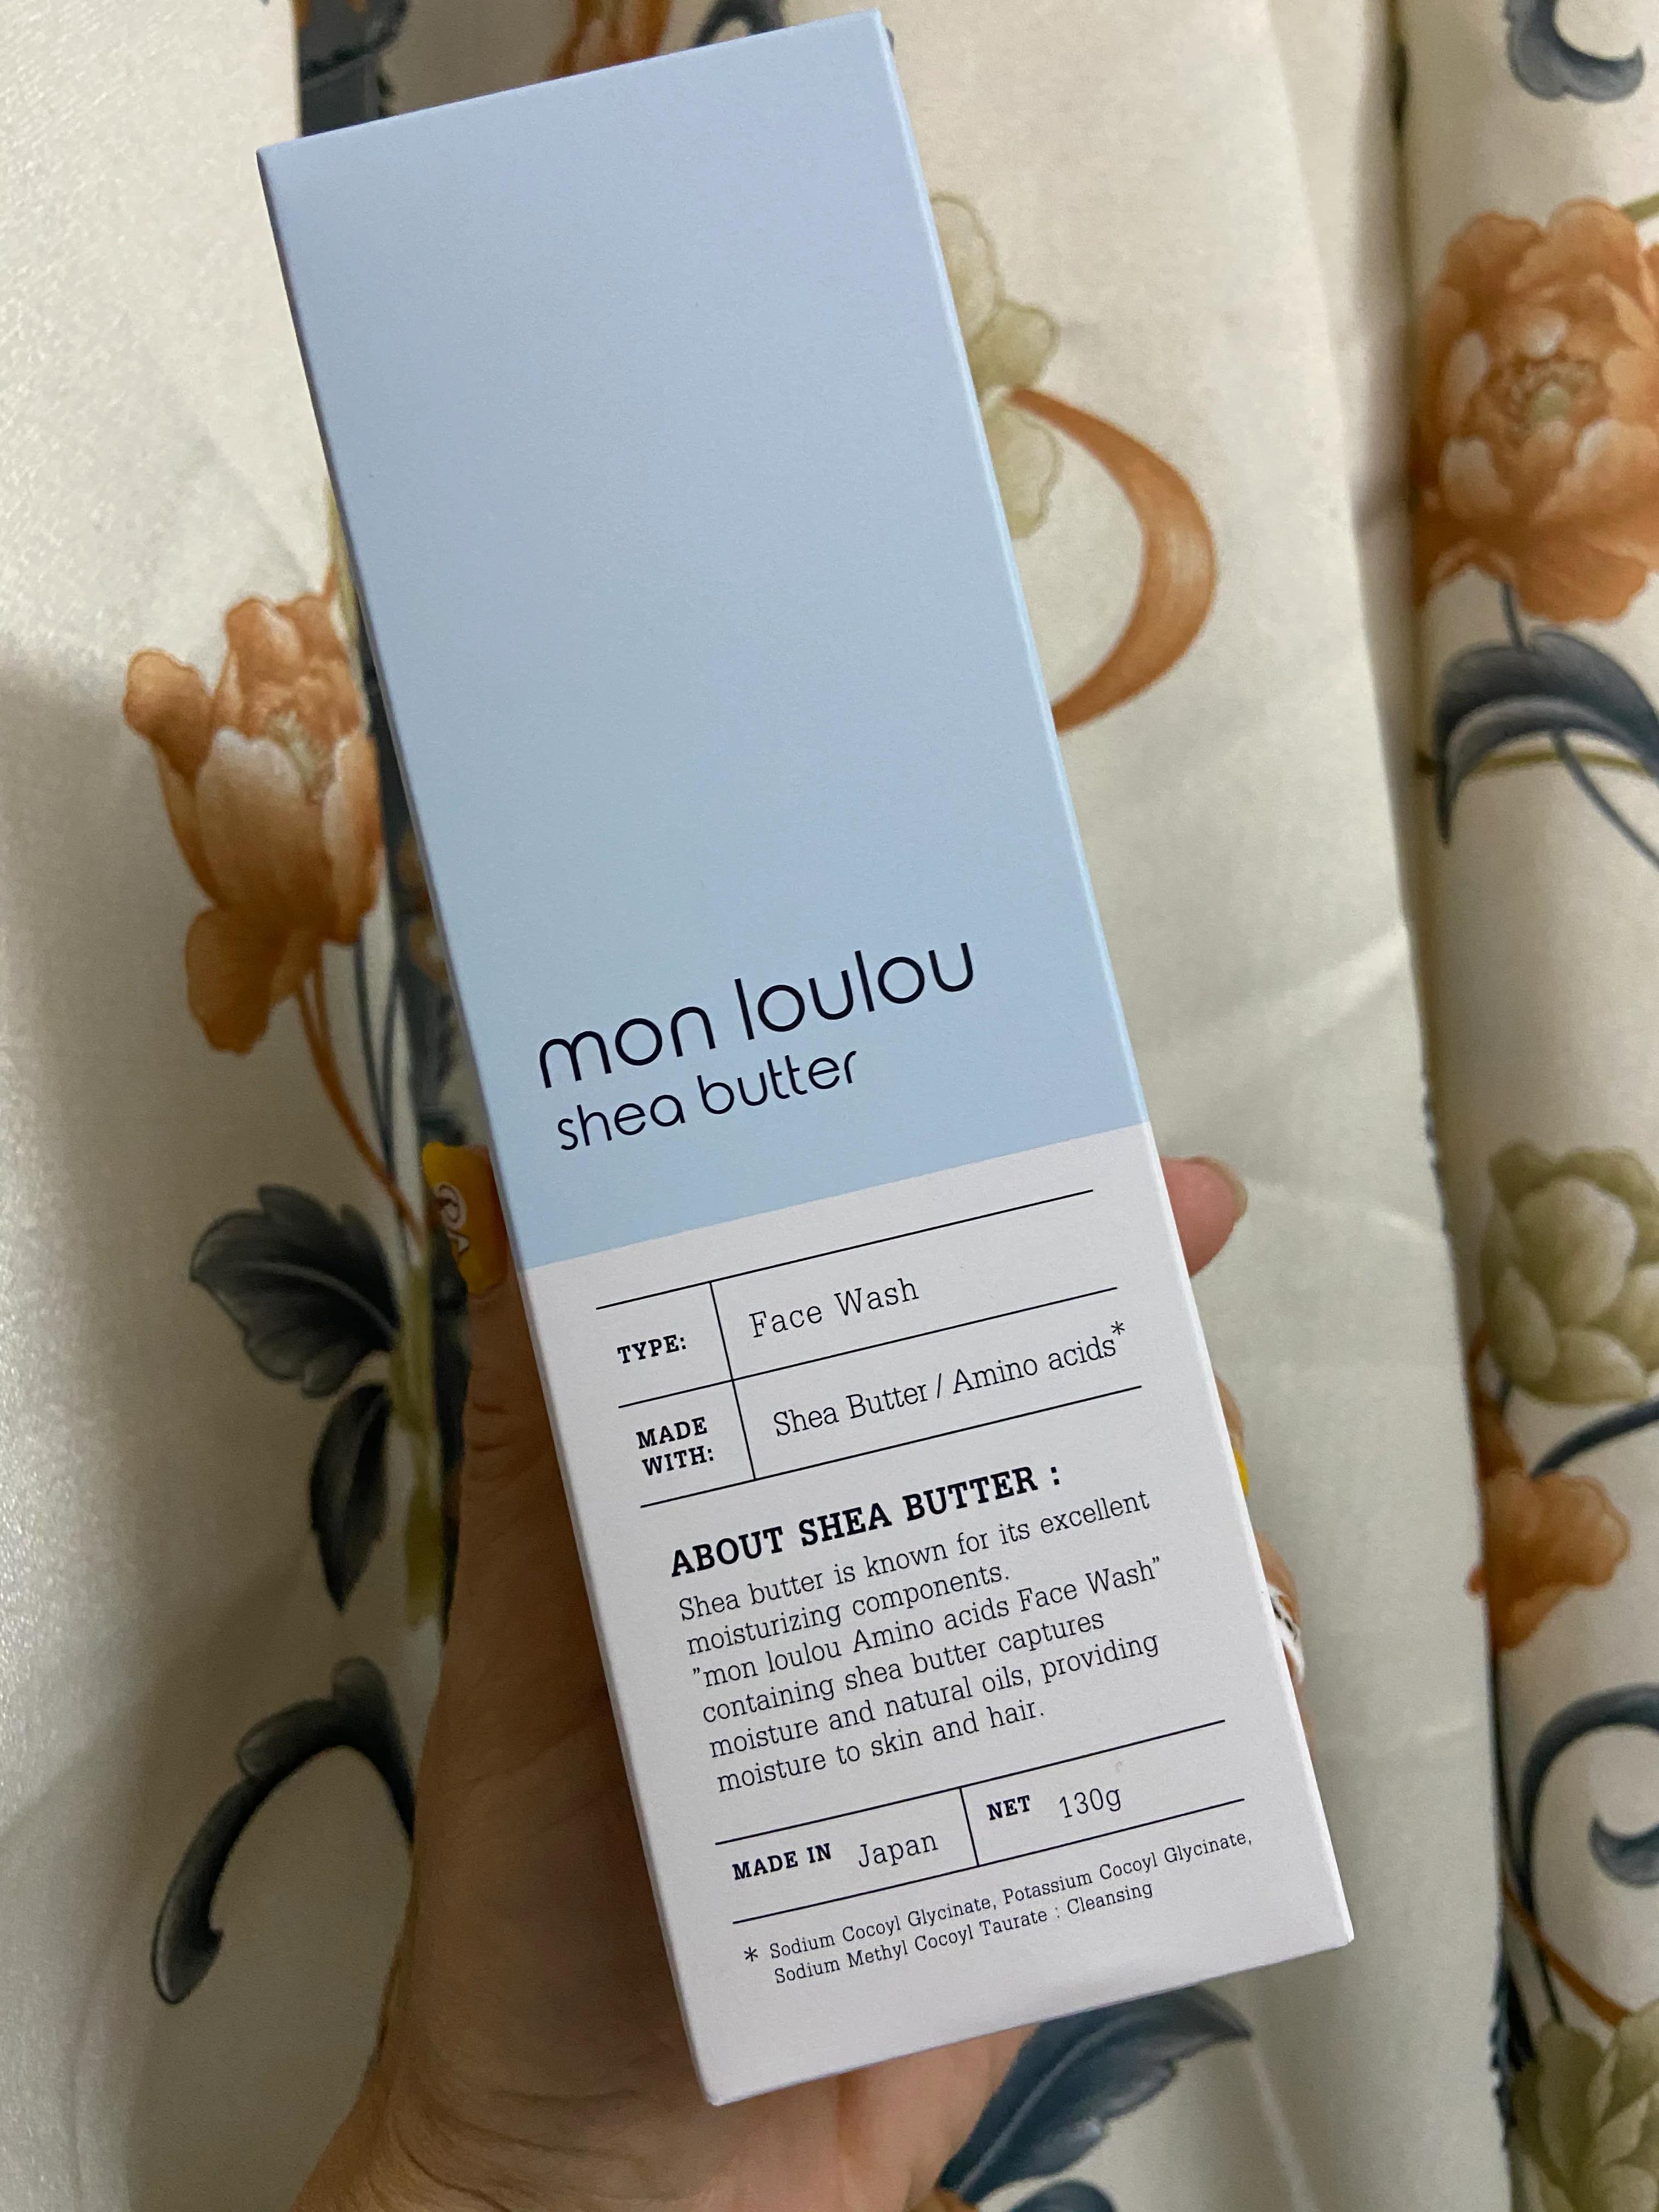 mon loulou
shea butter
TYPE: Face Wash
MADE WITH: Shea Butter / Amino acids*
ABOUT SHEA BUTTER :
Shea butter is known for its excellent
moisturizing components.
”mon loulou Amino acids Face Wash”
containing shea butter captures
moisture and natural oils, providing
moisture to skin and hair.
MADE IN Japan NET 130g
* Sodium Cocoyl Glycinate, Potassium Cocoyl Glycinate,
Sodium Methyl Cocoyl Taurate : Cleansing